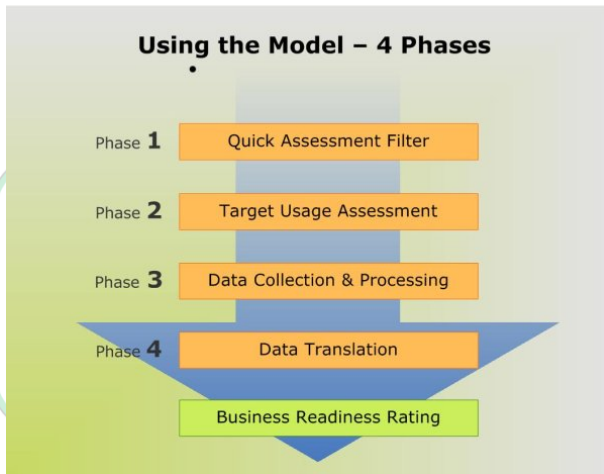 Using the Model – 4 Phases
•
Phase 1 Quick Assessment Filter
Phase 2 Target Usage Assessment
Phase 3 Data Collection & Processing
Phase 4 Data Translation
Business Readiness Rating